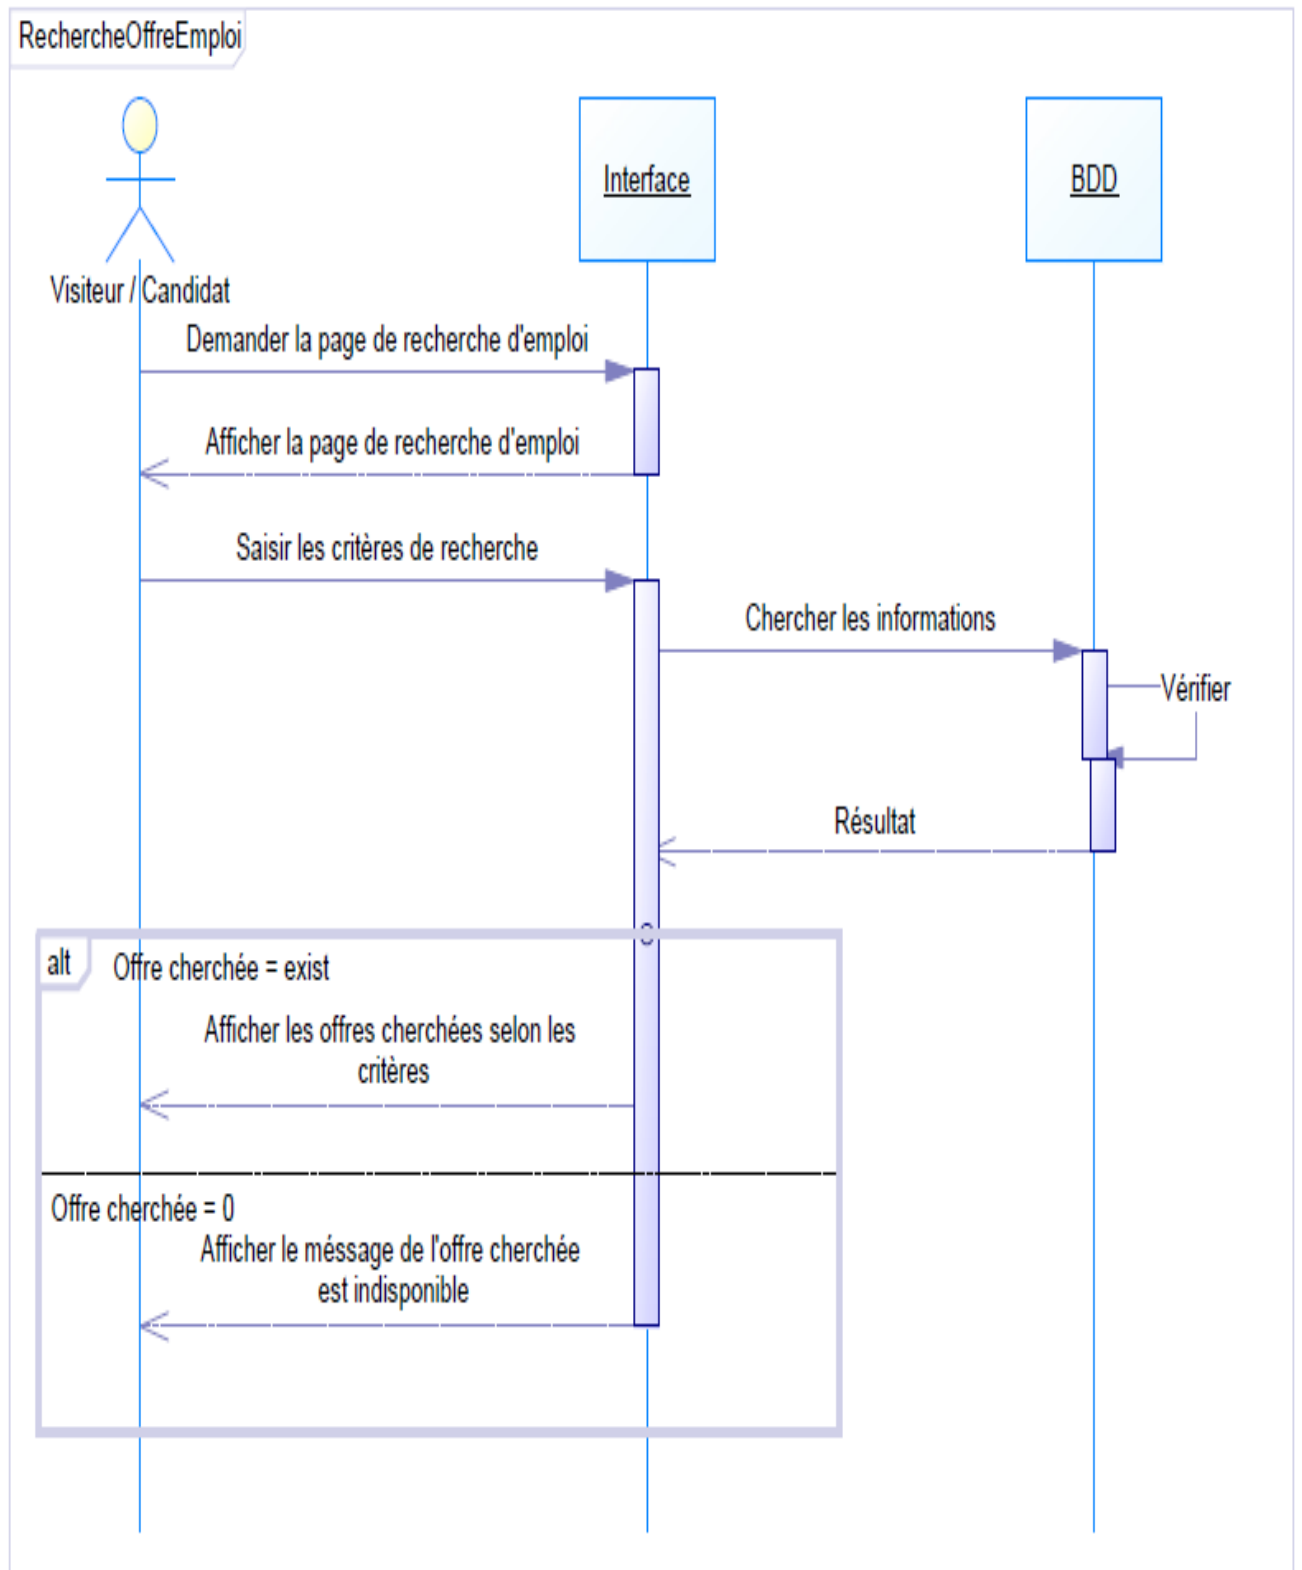 RechercheOffreEmploi
Interface
BDD
Visiteur / Candidat
Demander la page de recherche d'emploi
Afficher la page de recherche d'emploi
Saisir les critères de recherche
Chercher les informations
Vérifier
Résultat
alt
Offre cherchée = exist
Afficher les offres cherchées selon les
critères
Offre cherchée = 0
Afficher le méssage de l'offre cherchée
est indisponible